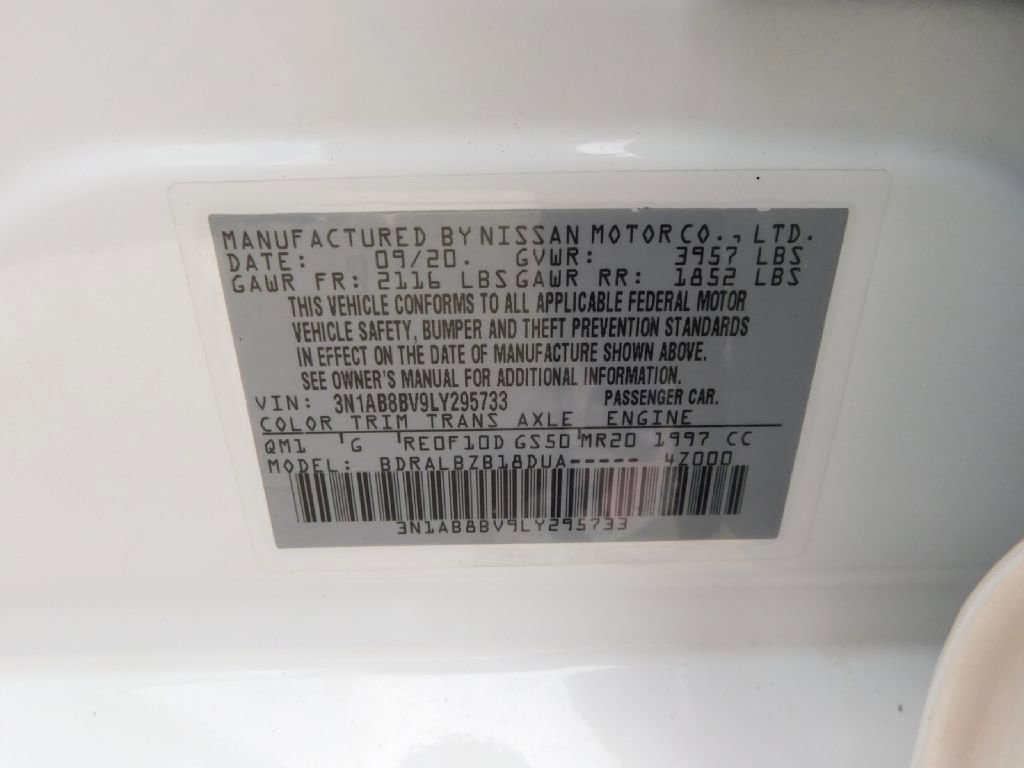 MANUFACTURED BY NISSAN MOTOR CO., LTD.
DATE: 09/20. GVWR: 3957 LBS
GAWR FR: 2116 LBS GAWR RR: 1852 LBS
THIS VEHICLE CONFORMS TO ALL APPLICABLE FEDERAL MOTOR
VEHICLE SAFETY, BUMPER AND THEFT PREVENTION STANDARDS
IN EFFECT ON THE DATE OF MANUFACTURE SHOWN ABOVE.
SEE OWNER'S MANUAL FOR ADDITIONAL INFORMATION.
VIN: 3N1AB8BV9LY295733 PASSENGER CAR.
COLOR TRIM TRANS AXLE ENGINE
QM1 G RE0F10D GS50 MR20 1997 CC
MODEL: BDRALBZB18DUA----- 47000
3N1AB8BV9LY295733